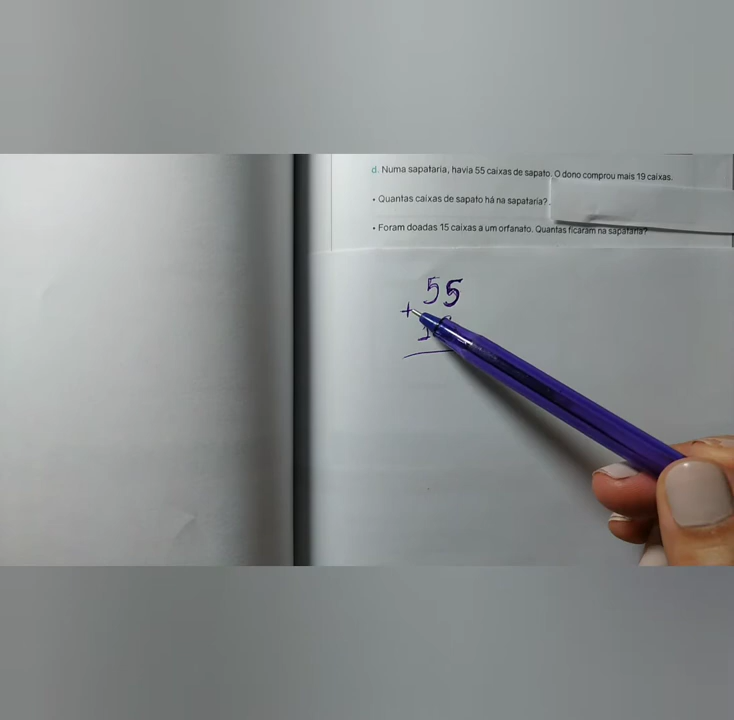 d. Numa sapataria, havia 55 caixas de sapato. O dono comprou mais 19 caixas.
• Quantas caixas de sapato há na sapataria?
• Foram doadas 15 caixas a um orfanato. Quantas ficaram na sapataria?
55
+
1